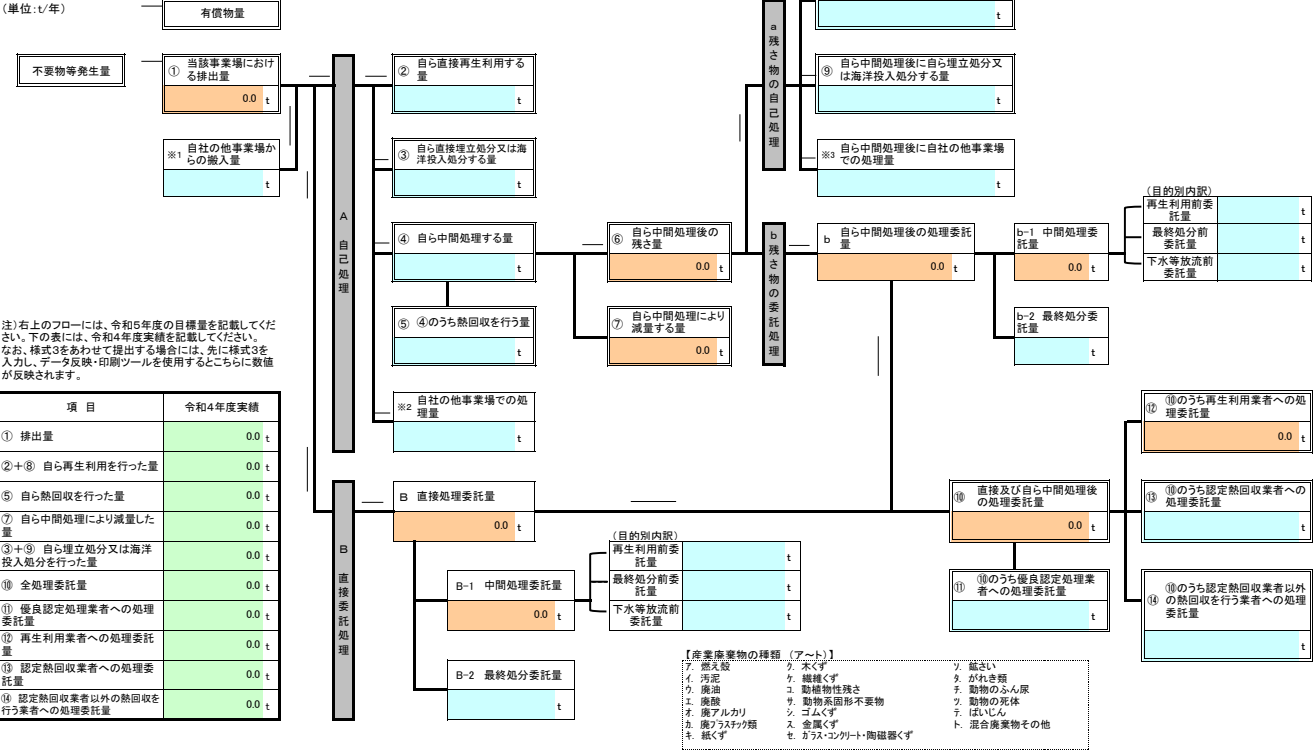 (単位:t/年)
有償物量
不要物等発生量
① 当該事業場におけ
る排出量
0.0 t
※1 自社の他事業場か
らの搬入量
t
A 自己処理
② 自ら直接再生利用する
量
t
③ 自ら直接埋立処分又は海
洋投入処分する量
t
④ 自ら中間処理する量
t
⑤ ④のうち熱回収を行う量
t
※2 自社の他事業場での処
理量
t
⑥ 自ら中間処理後の
残さ量
0.0 t
⑦ 自ら中間処理により
減量する量
0.0 t
a 残さ物の自己処理
t
⑨ 自ら中間処理後に自ら埋立処分又
は海洋投入処分する量
t
※3 自ら中間処理後に自社の他事業場
での処理量
t
b 残さ物の委託処理
b 自ら中間処理後の処理委託
量
0.0 t
b-1 中間処理委
託量
0.0 t
b-2 最終処分委
託量
t
(目的別内訳)
再生利用前委
託量
t
最終処分前
委託量
t
下水等放流前
委託量
t
注)右上のフローには、令和5年度の目標量を記載してくだ
さい。下の表には、令和4年度実績を記載してください。
なお、様式3をあわせて提出する場合には、先に様式3を
入力し、データ反映・印刷ツールを使用するとこちらに数値
が反映されます。
項 目 令和4年度実績
① 排出量 0.0 t
②+⑧ 自ら再生利用を行った量 0.0 t
⑤ 自ら熱回収を行った量 0.0 t
⑦ 自ら中間処理により減量した
量 0.0 t
③+⑨ 自ら埋立処分又は海洋
投入処分を行った量 0.0 t
⑩ 全処理委託量 0.0 t
⑪ 優良認定処理業者への処理
委託量 0.0 t
⑫ 再生利用業者への処理委託
量 0.0 t
⑬ 認定熱回収業者への処理委
託量 0.0 t
⑭ 認定熱回収業者以外の熱回収を
行う業者への処理委託量 0.0 t
B 直接委託処理
B 直接処理委託量
0.0 t
B-1 中間処理委託量
0.0 t
B-2 最終処分委託量
t
(目的別内訳)
再生利用前委
託量
t
最終処分前委
託量
t
下水等放流前
委託量
t
⑩ 直接及び自ら中間処理後
の処理委託量
0.0 t
⑪ ⑩のうち優良認定処理業
者への処理委託量
t
⑫ ⑩のうち再生利用業者への処
理委託量
0.0 t
⑬ ⑩のうち認定熱回収業者への
処理委託量
t
⑭ ⑩のうち認定熱回収業者以外
の熱回収を行う業者への処理
委託量
t
【産業廃棄物の種類 (ア~ト)】
ア. 燃え殻 ク. 木くず ソ. 鉱さい
イ. 汚泥 ケ. 繊維くず タ. がれき類
ウ. 廃油 コ. 動植物性残さ チ. 動物のふん尿
エ. 廃酸 サ. 動物系固形不要物 ツ. 動物の死体
オ. 廃アルカリ シ. ゴムくず テ. ばいじん
カ. 廃プラスチック類 ス. 金属くず ト. 混合廃棄物その他
キ. 紙くず セ. ガラス・コンクリート・陶磁器くず